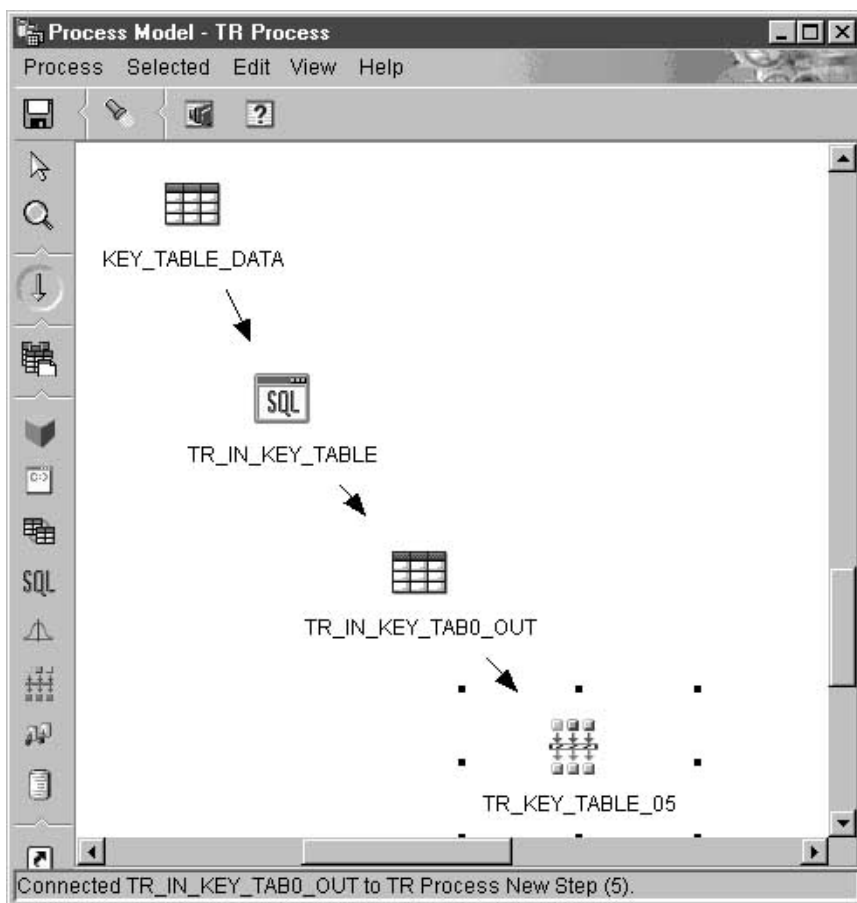 Process Model - TR Process
Process Selected Edit View Help
KEY_TABLE_DATA
SQL
TR_IN_KEY_TABLE
SQL
TR_IN_KEY_TAB0_OUT
TR_KEY_TABLE_05
Connected TR_IN_KEY_TAB0_OUT to TR Process New Step (5).